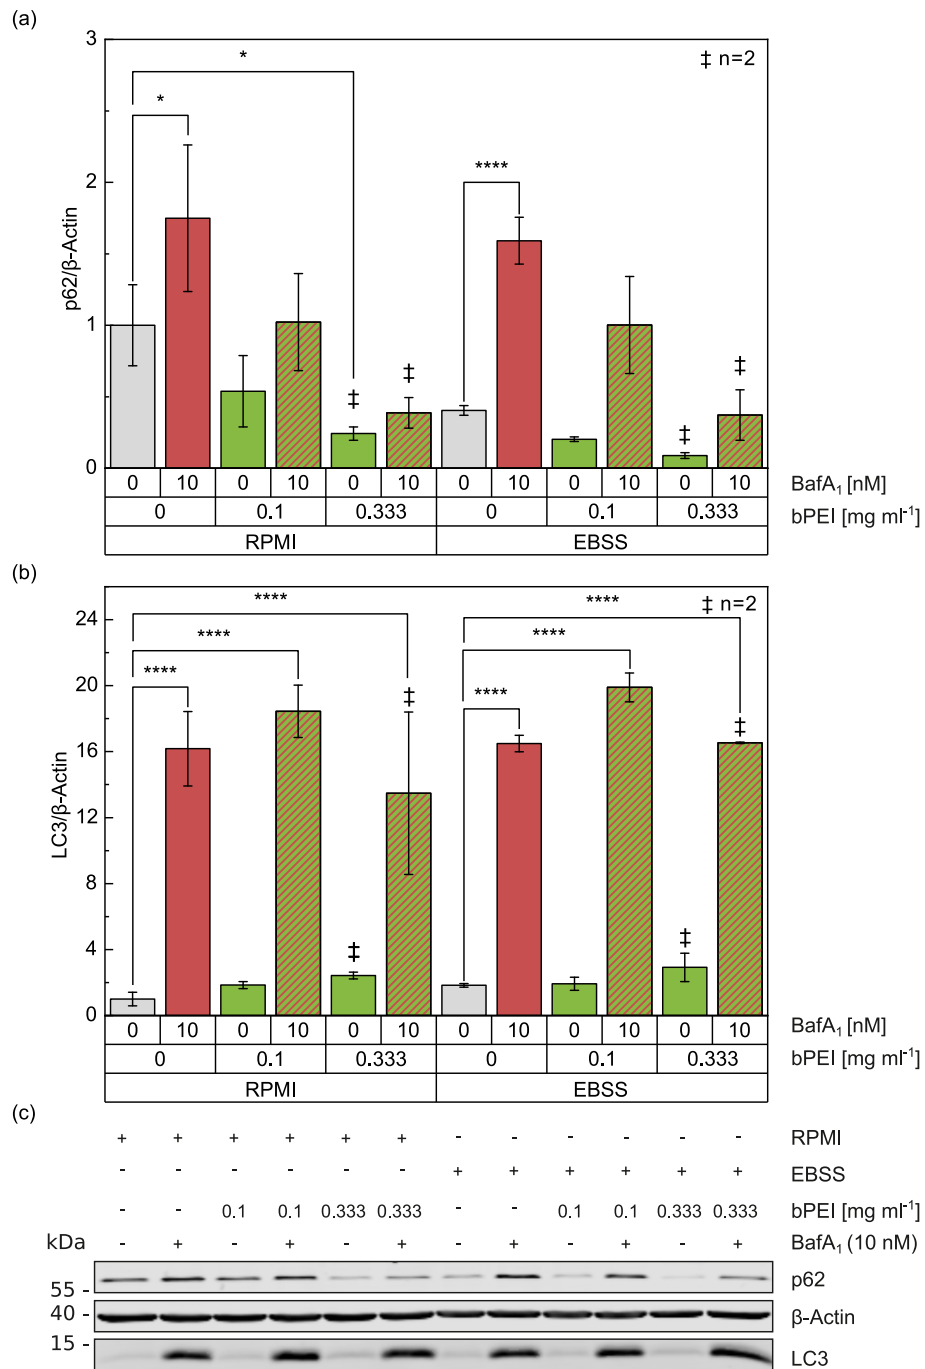 (a)
3
* ‡ n=2
*
2 ****
p62/β-Actin
1
‡ ‡ ‡ ‡
0
0 10 0 10 0 10 0 10 0 10 0 10 BafA₁ [nM]
0 0.1 0.333 0 0.1 0.333 bPEI [mg ml⁻¹]
RPMI EBSS
(b)
24 **** **** ‡ n=2
**** ****
**** ****
20 ‡
16 ‡
LC3/β-Actin
12
8
4 ‡ ‡
0
0 10 0 10 0 10 0 10 0 10 0 10 BafA₁ [nM]
0 0.1 0.333 0 0.1 0.333 bPEI [mg ml⁻¹]
RPMI EBSS
(c)
+ + + + + + - - - - - - RPMI
- - - - - - + + + + + + EBSS
- - 0.1 0.1 0.333 0.333 - - 0.1 0.1 0.333 0.333 bPEI [mg ml⁻¹]
kDa - + - + - + - + - + - + BafA₁ (10 nM)
55 - p62
40 - β-Actin
15 - LC3